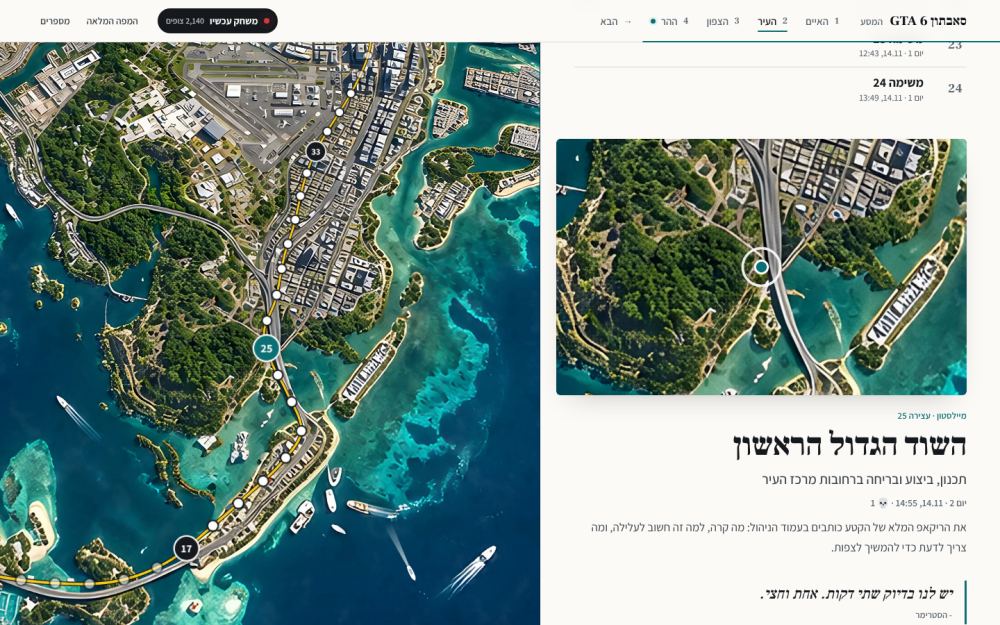 סאבתון GTA 6
המסע
1 האיים
2 העיר
3 הצפון
4 ההר
הבא →
משחק עכשיו 2,140 צופים
המפה המלאה
מספרים
23
יום 1 · 14.11, 12:43
24
משימה 24
יום 1 · 14.11, 13:49
33
25
17
מיילסטון · עצירה 25
השוד הגדול הראשון
תכנון, ביצוע ובריחה ברחובות מרכז העיר
יום 2 · 14.11, 14:55 · 💀 1
את הריקאפ המלא של הקטע כותבים בעמוד הניהול: מה קרה, למה זה חשוב לעלילה, ומה
צריך לדעת כדי להמשיך לצפות.
יש לנו בדיוק שתי דקות. אחת וחצי.
- הסטרימר